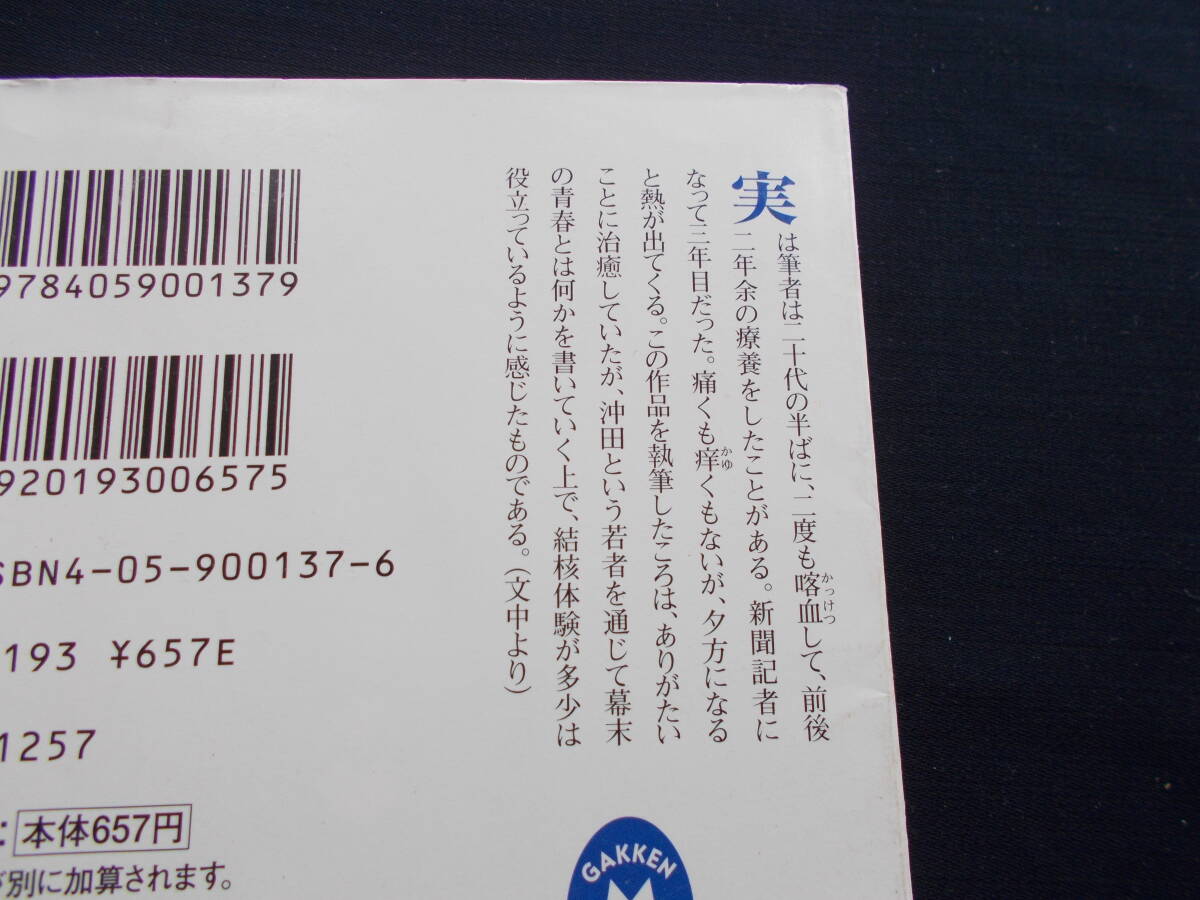 実は筆者は二十代の半ばに、二度も喀血して、前後
二年余の療養をしたことがある。新聞記者に
なって三年目だった。痛くも痒くもないが、夕方になる
と熱が出てくる。この作品を執筆したころは、ありがたい
ことに治癒していたが、沖田という若者を通じて幕末
の青春とは何かを書いていく上で、結核体験が多少は
役立っているように感じたものである。(文中より)
かっけつ
かゆ
9784059001379
920193006575
SBN4-05-900137-6
193 ¥657E
1257
:本体657円
別に加算されます。
GAKKEN
M